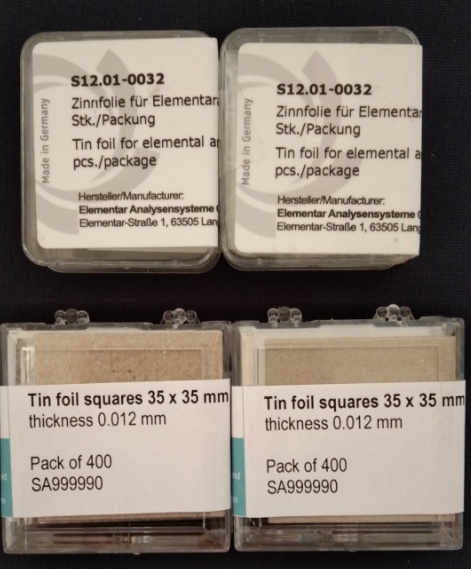 S12.01-0032
Zinnfolie für Elementar
Stk./Packung
Tin foil for elemental a
pcs./package
Made in Germany
Hersteller/Manufacturer:
Elementar Analysensysteme
Elementar-Straße 1, 63505 Lan
S12.01-0032
Zinnfolie für Elementa
Stk./Packung
Tin foil for elemental a
pcs./package
Made in Germany
Hersteller/Manufacturer:
Elementar Analysensysteme
Elementar-Straße 1, 63505 Lang
Tin foil squares 35 x 35 mm
thickness 0.012 mm
Pack of 400
SA999990
Tin foil squares 35 x 35 mm
thickness 0.012 mm
Pack of 400
SA999990